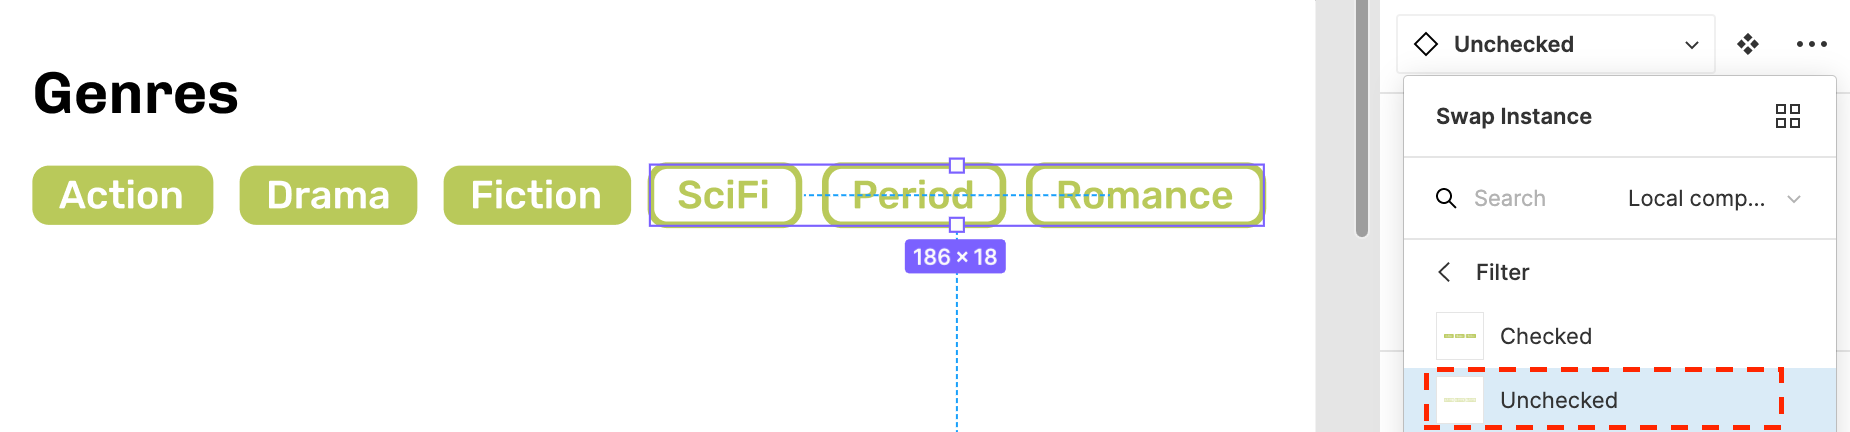 Genres
Action Drama Fiction SciFi Period Romance
186 × 18
Unchecked
Swap Instance
Search Local comp...
Filter
Checked
Unchecked